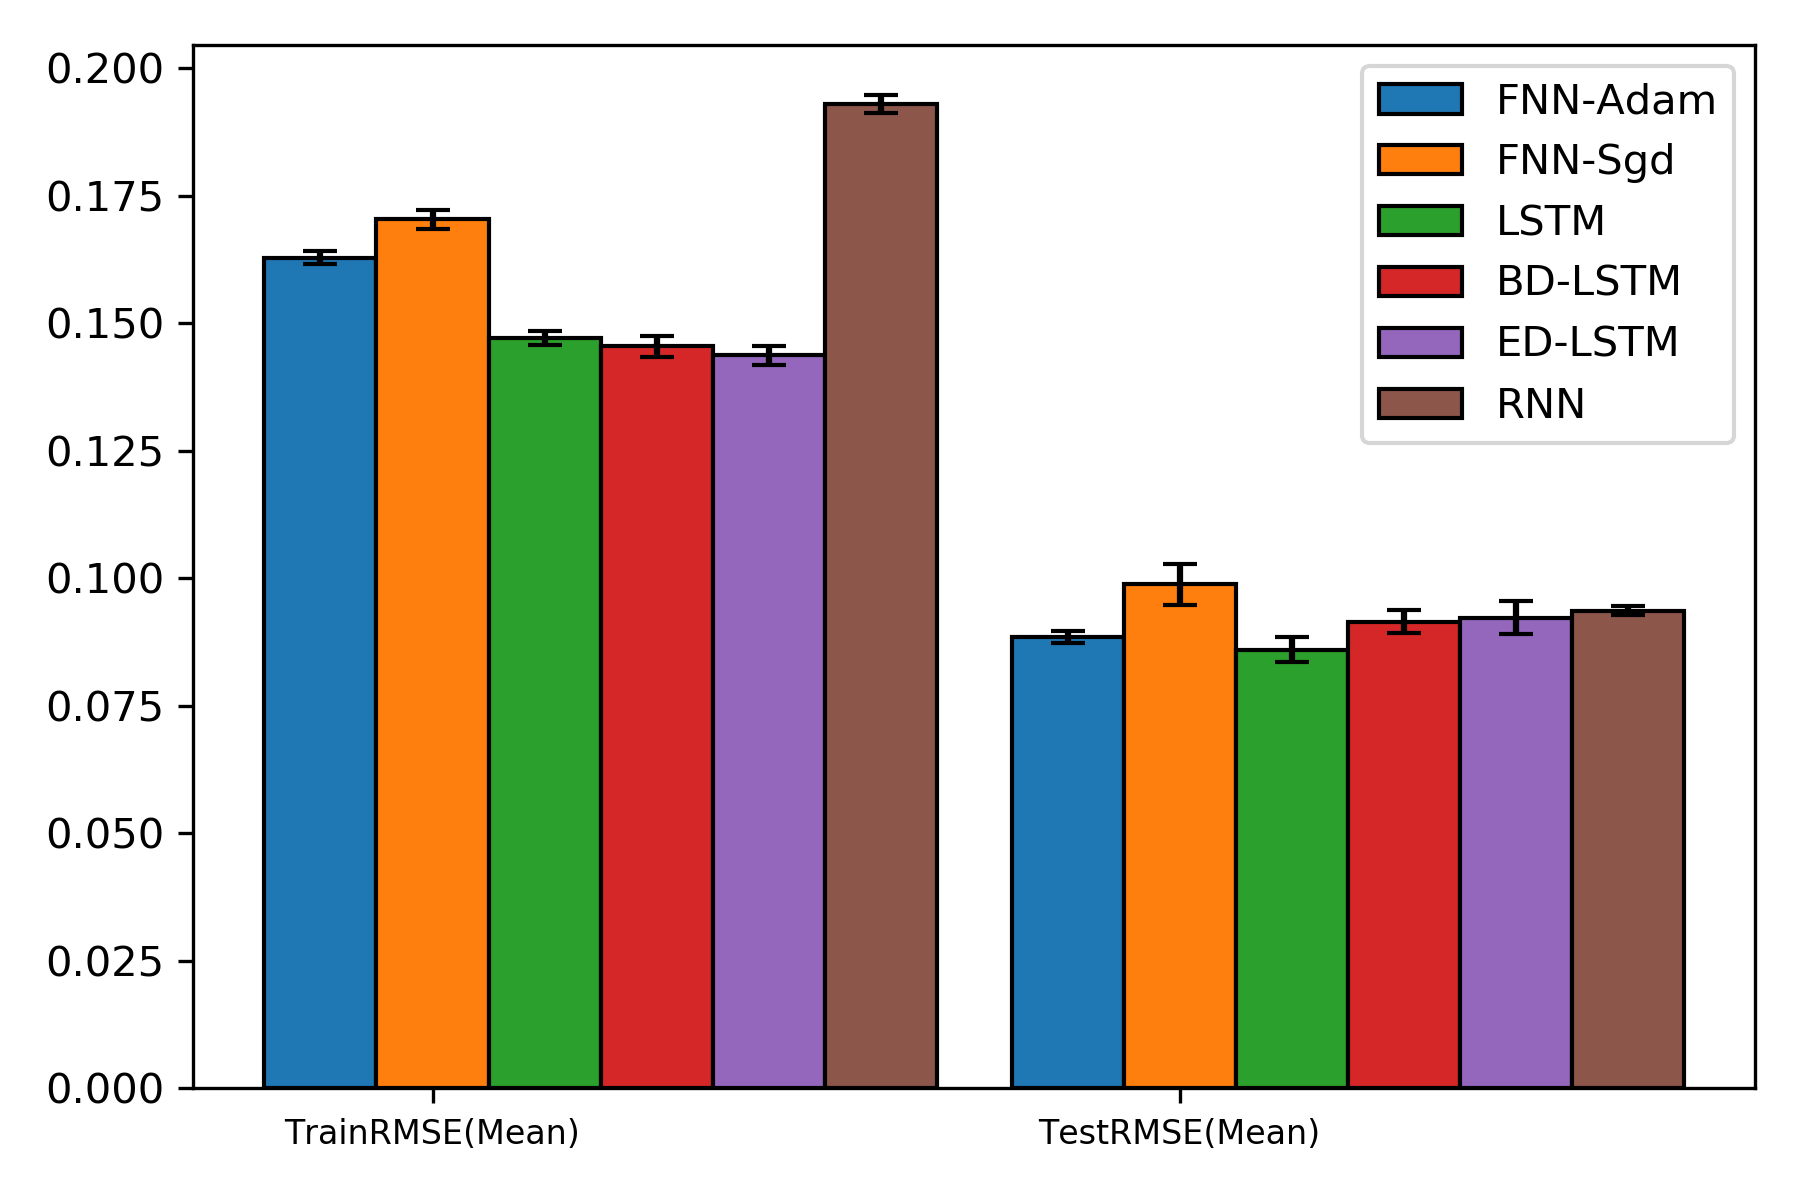 0.200
0.175
0.150
0.125
0.100
0.075
0.050
0.025
0.000
TrainRMSE(Mean)
TestRMSE(Mean)
FNN-Adam
FNN-Sgd
LSTM
BD-LSTM
ED-LSTM
RNN